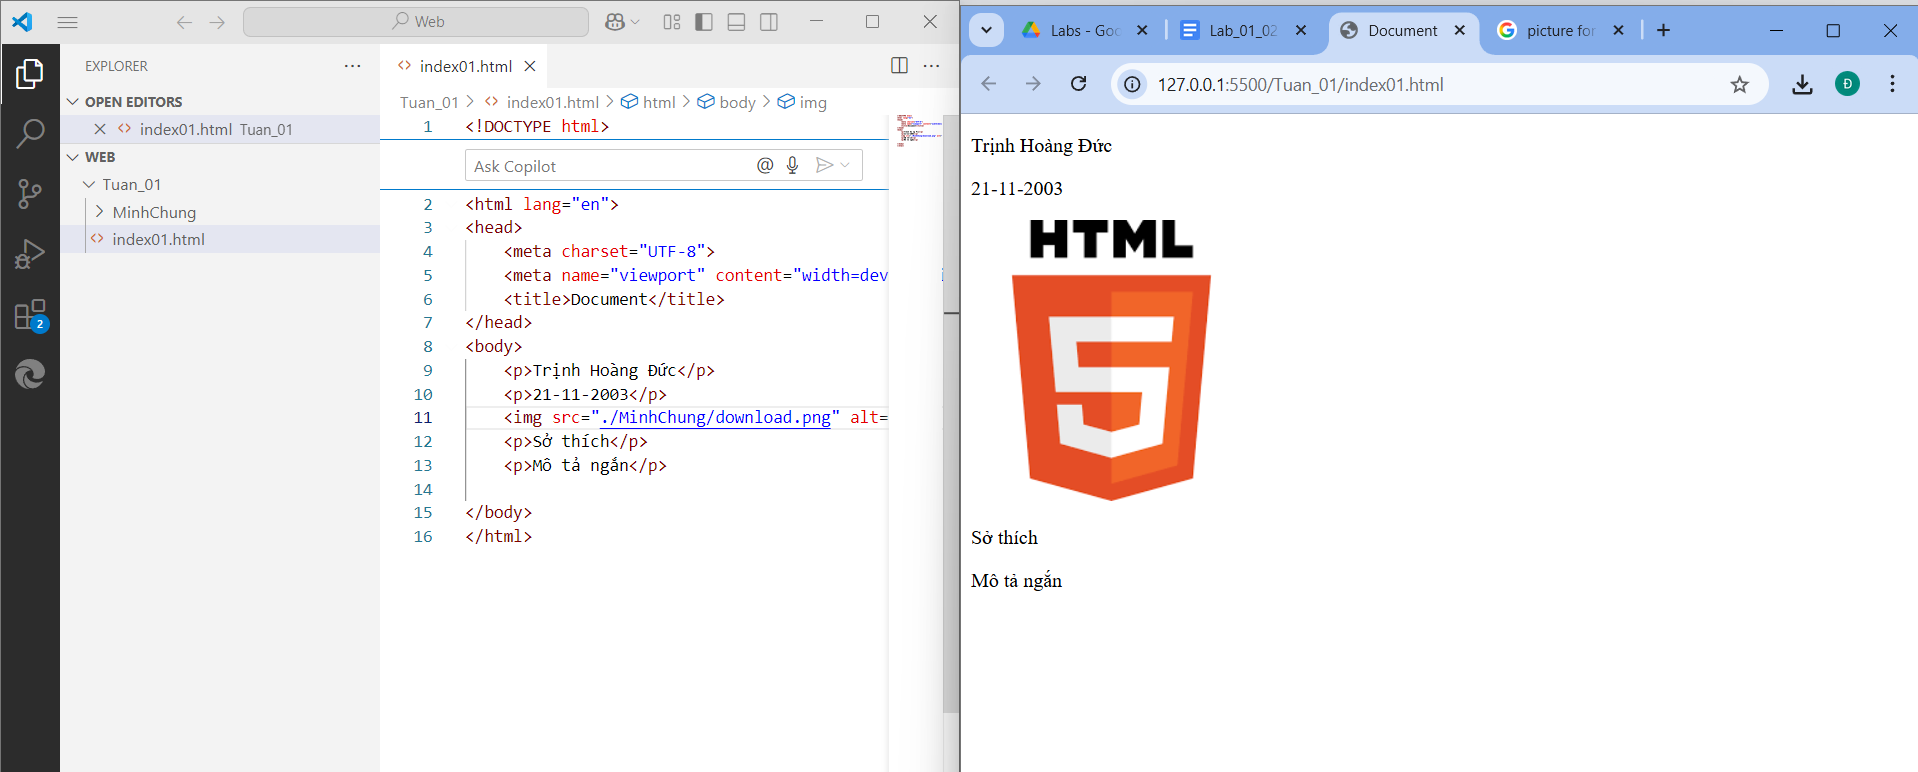 Web
EXPLORER
OPEN EDITORS
index01.html Tuan_01
WEB
Tuan_01
MinhChung
index01.html
2
index01.html
Tuan_01 > index01.html > html > body > img
1 <!DOCTYPE html>
Ask Copilot
2 <html lang="en">
3 <head>
4 <meta charset="UTF-8">
5 <meta name="viewport" content="width=dev
6 <title>Document</title>
7 </head>
8 <body>
9 <p>Trịnh Hoàng Đức</p>
10 <p>21-11-2003</p>
11 <img src="./MinhChung/download.png" alt=
12 <p>Sở thích</p>
13 <p>Mô tả ngắn</p>
14
15 </body>
16 </html>
Labs - Goo
Lab_01_02
Document
picture for
127.0.0.1:5500/Tuan_01/index01.html
Đ
Trịnh Hoàng Đức
21-11-2003
HTML
5
Sở thích
Mô tả ngắn